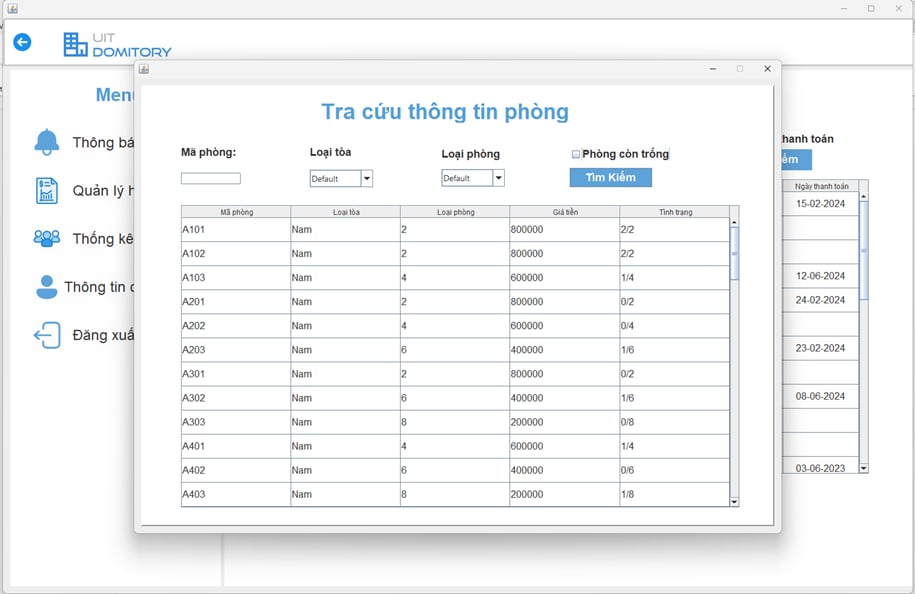 UIT
DOMITORY
Menu
Thông bá
Quản lý h
Thống kê
Thông tin c
Đăng xuấ
Tra cứu thông tin phòng
Mã phòng: Loại tòa Loại phòng Phòng còn trống
Default Default Tìm Kiếm
Mã phòng Loại tòa Loại phòng Giá tiền Tình trạng
A101 Nam 2 800000 2/2
A102 Nam 2 800000 2/2
A103 Nam 4 600000 1/4
A201 Nam 2 800000 0/2
A202 Nam 4 600000 0/4
A203 Nam 6 400000 1/6
A301 Nam 2 800000 0/2
A302 Nam 6 400000 1/6
A303 Nam 8 200000 0/8
A401 Nam 4 600000 1/4
A402 Nam 6 400000 0/6
A403 Nam 8 200000 1/8
hanh toán
ếm
Ngày thanh toán
15-02-2024
12-06-2024
24-02-2024
23-02-2024
08-06-2024
03-06-2023